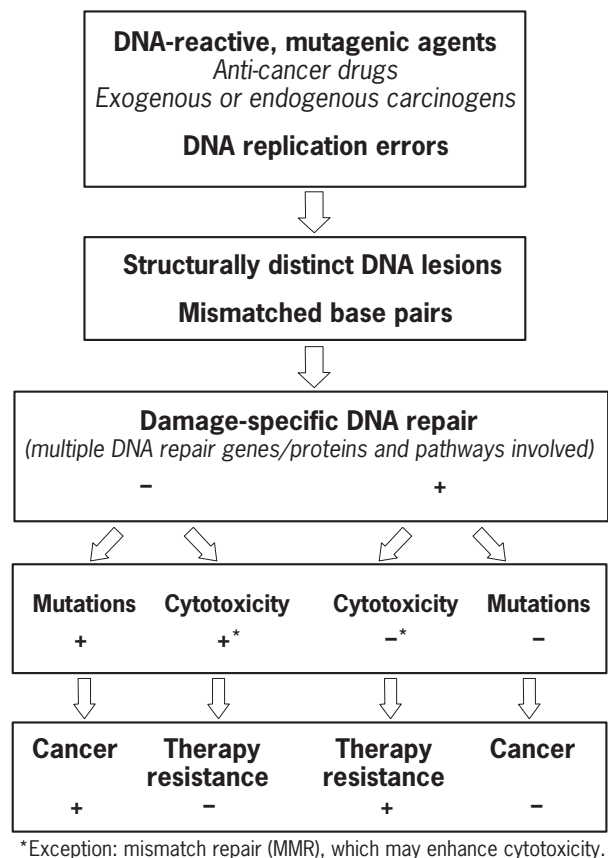 DNA-reactive, mutagenic agents
Anti-cancer drugs
Exogenous or endogenous carcinogens
DNA replication errors
Structurally distinct DNA lesions
Mismatched base pairs
Damage-specific DNA repair
(multiple DNA repair genes/proteins and pathways involved)
– +
Mutations Cytotoxicity Cytotoxicity Mutations
+ +* –* –
Cancer Therapy Therapy Cancer
resistance resistance
+ – + –
*Exception: mismatch repair (MMR), which may enhance cytotoxicity.